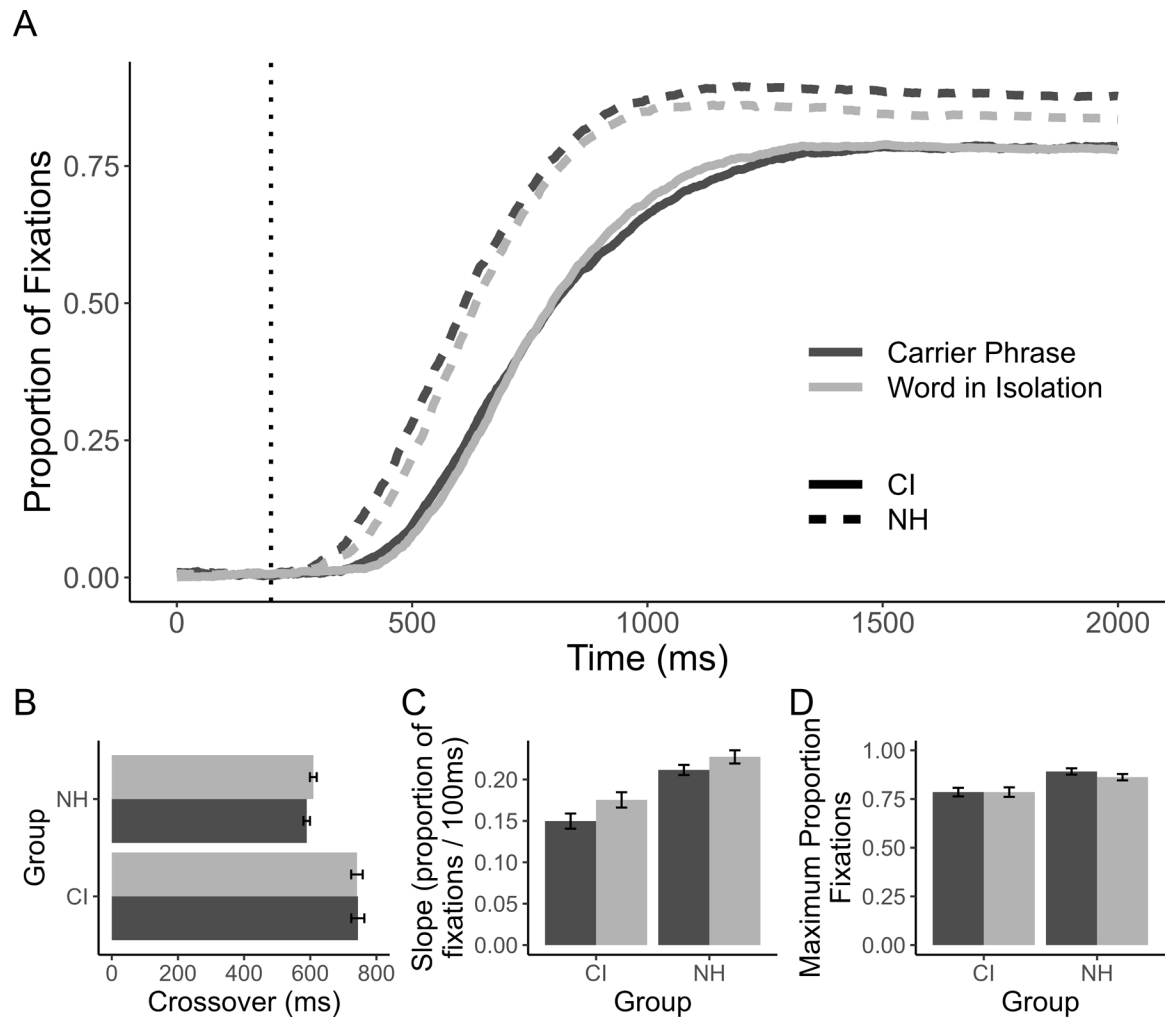 A
Proportion of Fixations
0.75
0.50
0.25
0.00
Carrier Phrase
Word in Isolation
CI
NH
0 500 1000 1500 2000
Time (ms)
B
Group
NH
CI
0 200 400 600 800
Crossover (ms)
C
Slope (proportion of
fixations / 100ms)
0.20
0.15
0.10
0.05
0.00
CI NH
Group
D
Maximum Proportion
Fixations
1.00
0.75
0.50
0.25
0.00
CI NH
Group